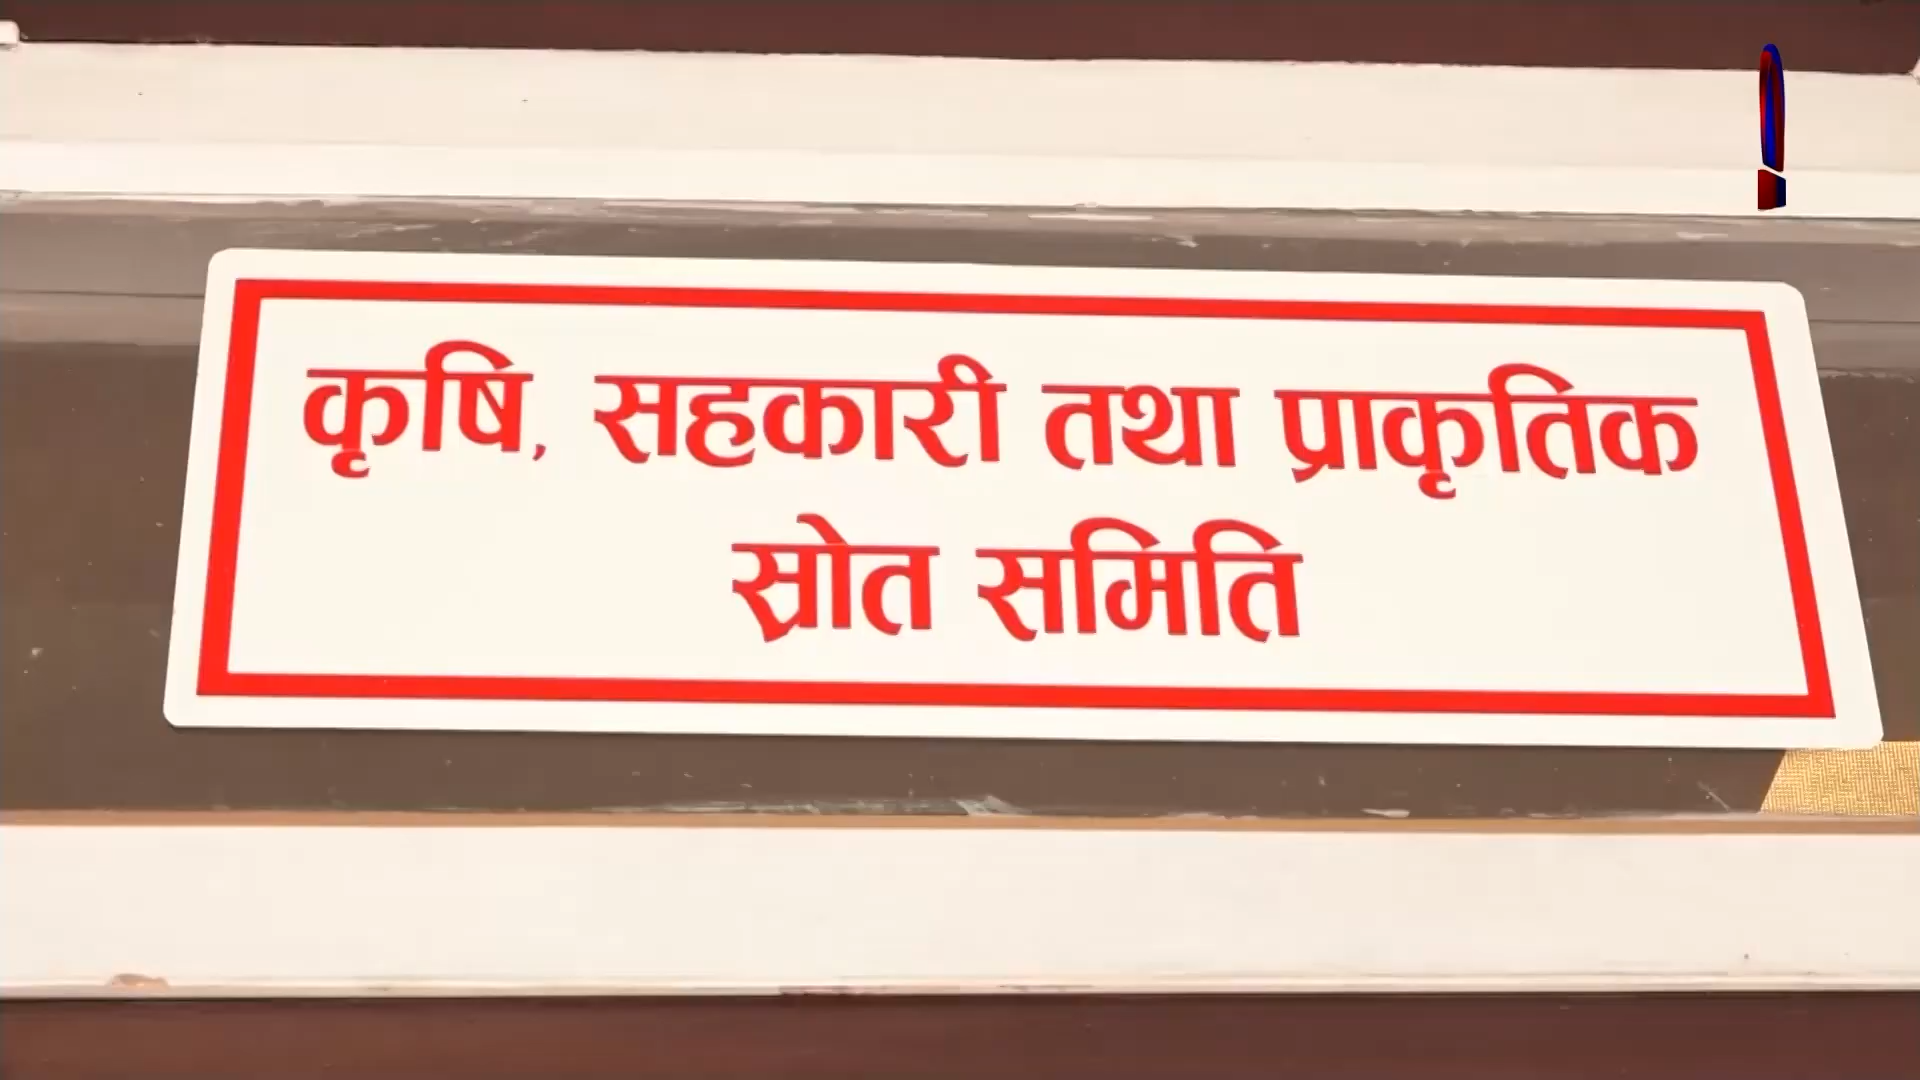 कृषि, सहकारी तथा प्राकृतिक
स्रोत समिति